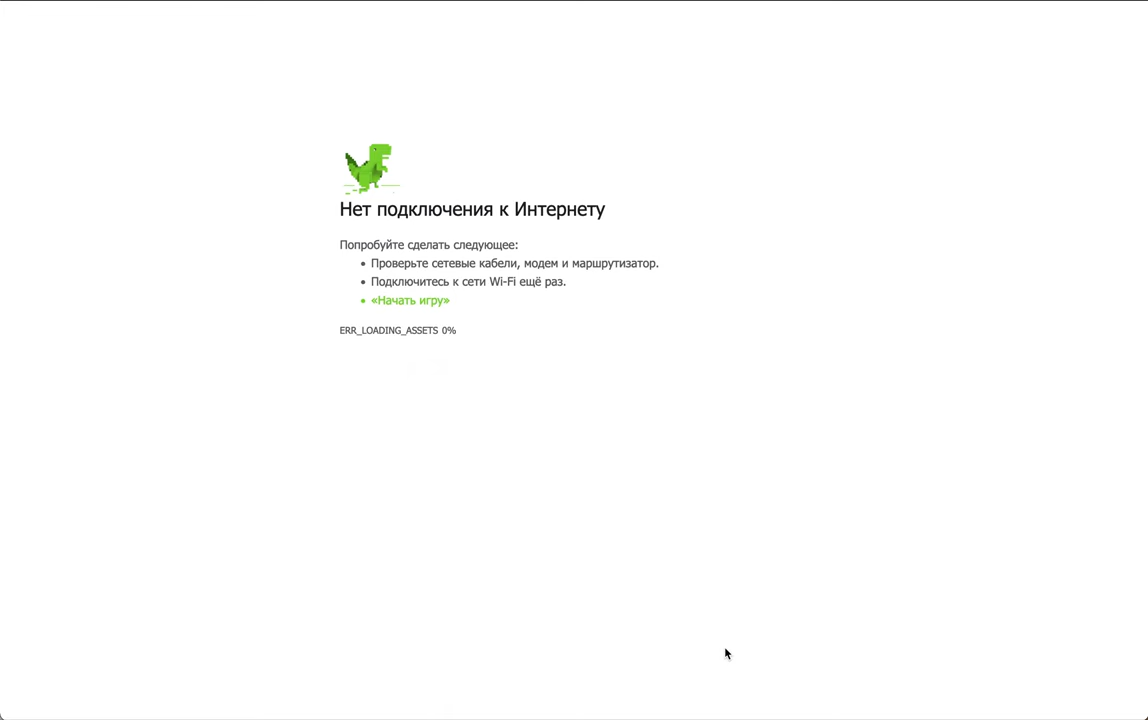 Нет подключения к Интернету
Попробуйте сделать следующее:
• Проверьте сетевые кабели, модем и маршрутизатор.
• Подключитесь к сети Wi-Fi ещё раз.
• «Начать игру»
ERR_LOADING_ASSETS 0%